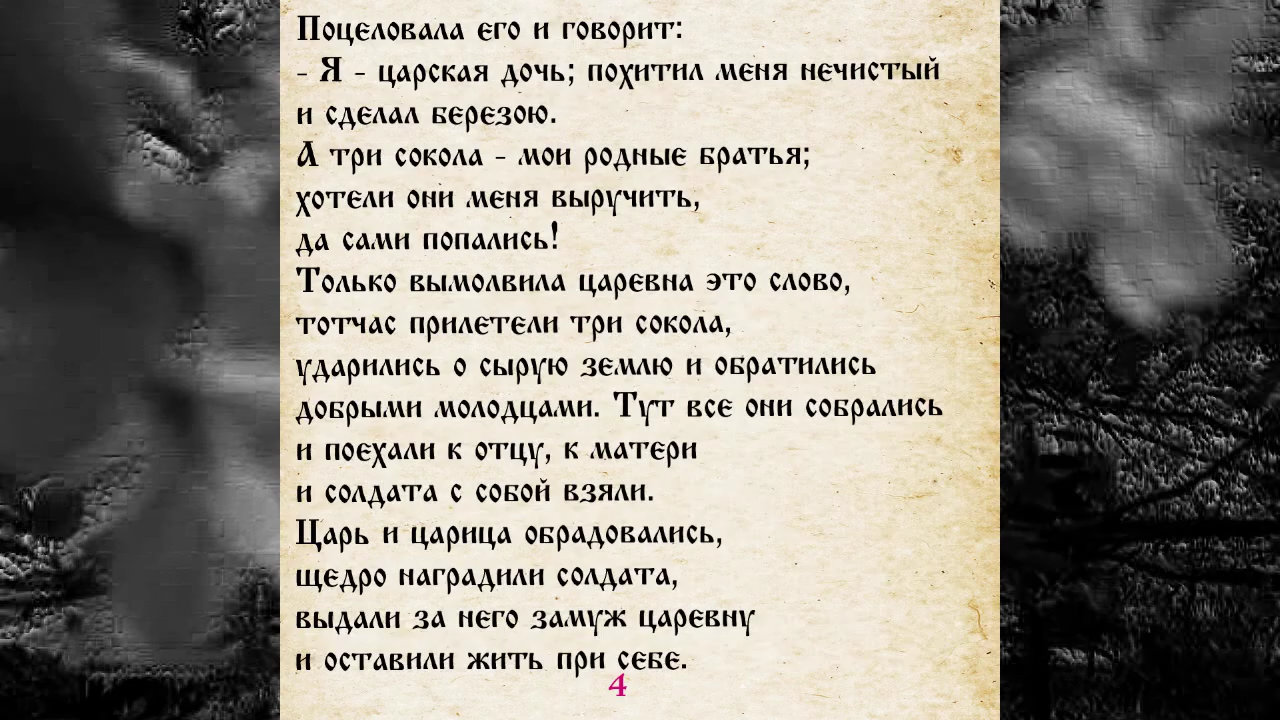 Поцеловала его и говорит:
- Я - царская дочь; похитил меня нечистый
и сделал березою.
А три сокола - мои родные братья;
хотели они меня выручить,
да сами попались!
Только вымолвила царевна это слово,
тотчас прилетели три сокола,
ударились о сырую землю и обратились
добрыми молодцами. Тут все они собрались
и поехали к отцу, к матери
и солдата с собой взяли.
Царь и царица обрадовались,
щедро наградили солдата,
выдали за него замуж царевну
и оставили жить при себе.
4